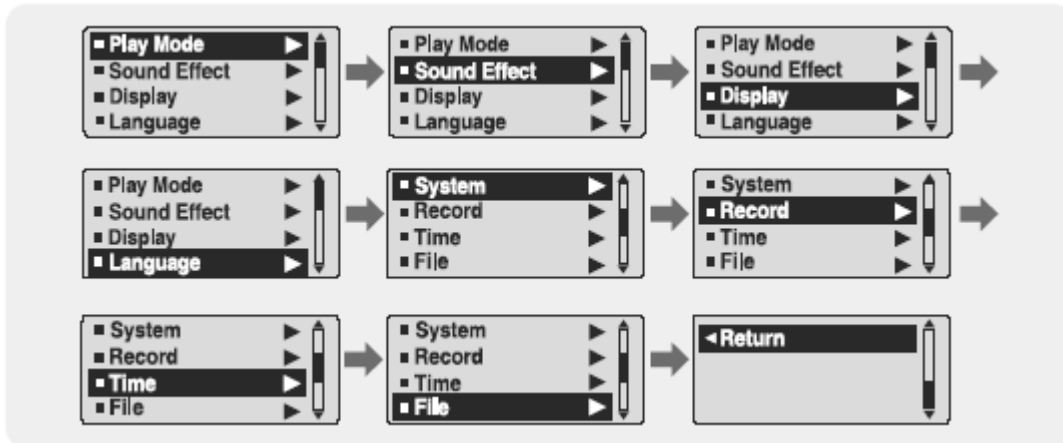 Play Mode
Sound Effect
Display
Language
Play Mode
Sound Effect
Display
Language
Play Mode
Sound Effect
Display
Language
Play Mode
Sound Effect
Display
Language
System
Record
Time
File
System
Record
Time
File
System
Record
Time
File
System
Record
Time
File
Return